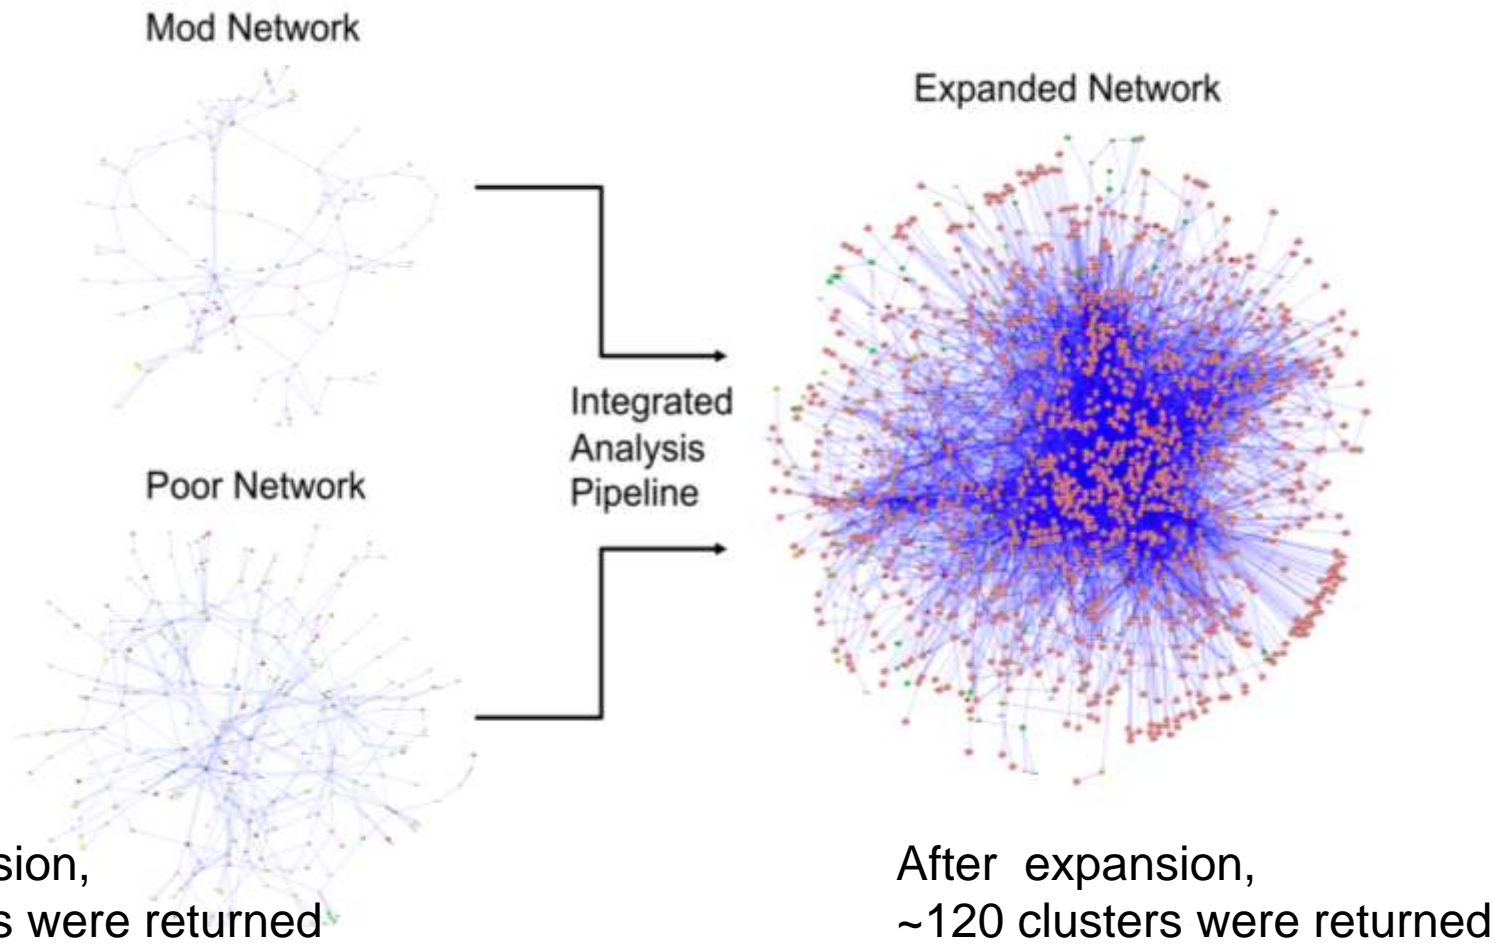 Mod Network
Expanded Network
Integrated
Analysis
Pipeline
Poor Network
sion,
s were returned
After  expansion,
~120 clusters were returned